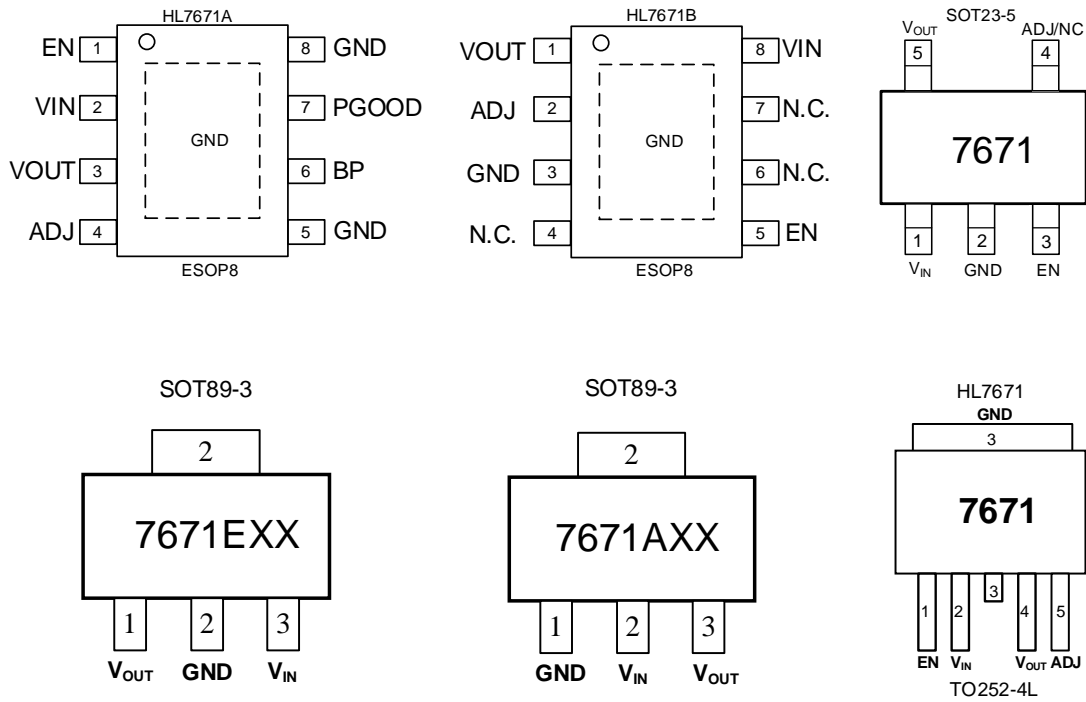 HL7671A
EN 1 8 GND
VIN 2 7 PGOOD
GND
VOUT 3 6 BP
ADJ 4 5 GND
ESOP8
HL7671B
VOUT 1 8 VIN
ADJ 2 7 N.C.
GND
GND 3 6 N.C.
N.C. 4 5 EN
ESOP8
SOT23-5
VOUT ADJ/NC
5 4
7671
1 2 3
VIN GND EN
SOT89-3
2
7671EXX
1 2 3
VOUT GND VIN
SOT89-3
2
7671AXX
1 2 3
GND VIN VOUT
HL7671
GND
3
7671
1 2 3 4 5
EN VIN VOUT ADJ
TO252-4L